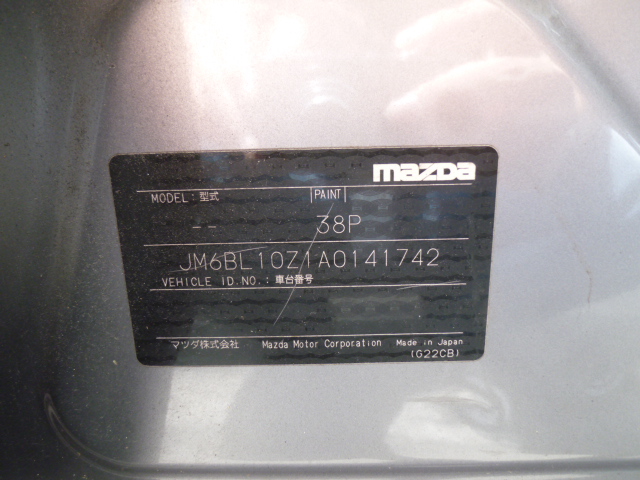 mazda
MODEL: 型式 PAINT
-- 38P
JM6BL10Z1A0141742
VEHICLE ID.NO.: 車台番号
マツダ株式会社 Mazda Motor Corporation Made in Japan
(G22CB)